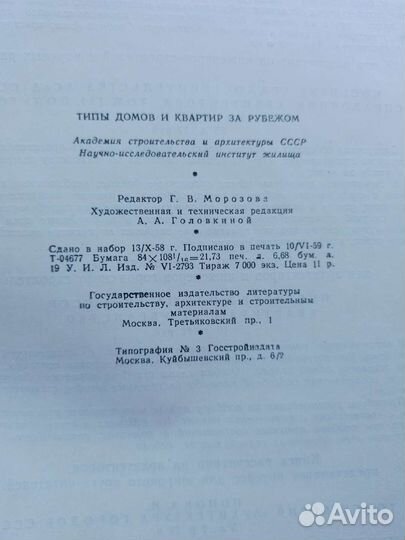 ТИПЫ ДОМОВ И КВАРТИР ЗА РУБЕЖОМ
Академия строительства и архитектуры СССР
Научно-исследовательский институт жилища
*
Редактор Г. В. Морозова
Художественная и техническая редакция
А. А. Головкиной
*
Сдано в набор 13/X-58 г. Подписано в печать 10/VI-59 г.
Т-04677 Бумага 84×108 1/16=21,73 печ. д. 6,68 бум. л.
19 У. И. Л. Изд. № VI-2793 Тираж 7 000 экз. Цена 11 р.
*
Государственное издательство литературы
по строительству, архитектуре и строительным
материалам
Москва, Третьяковский пр., 1
*
Типография № 3 Госстройиздата
Москва, Куйбышевский пр., д. 6/2
Avito